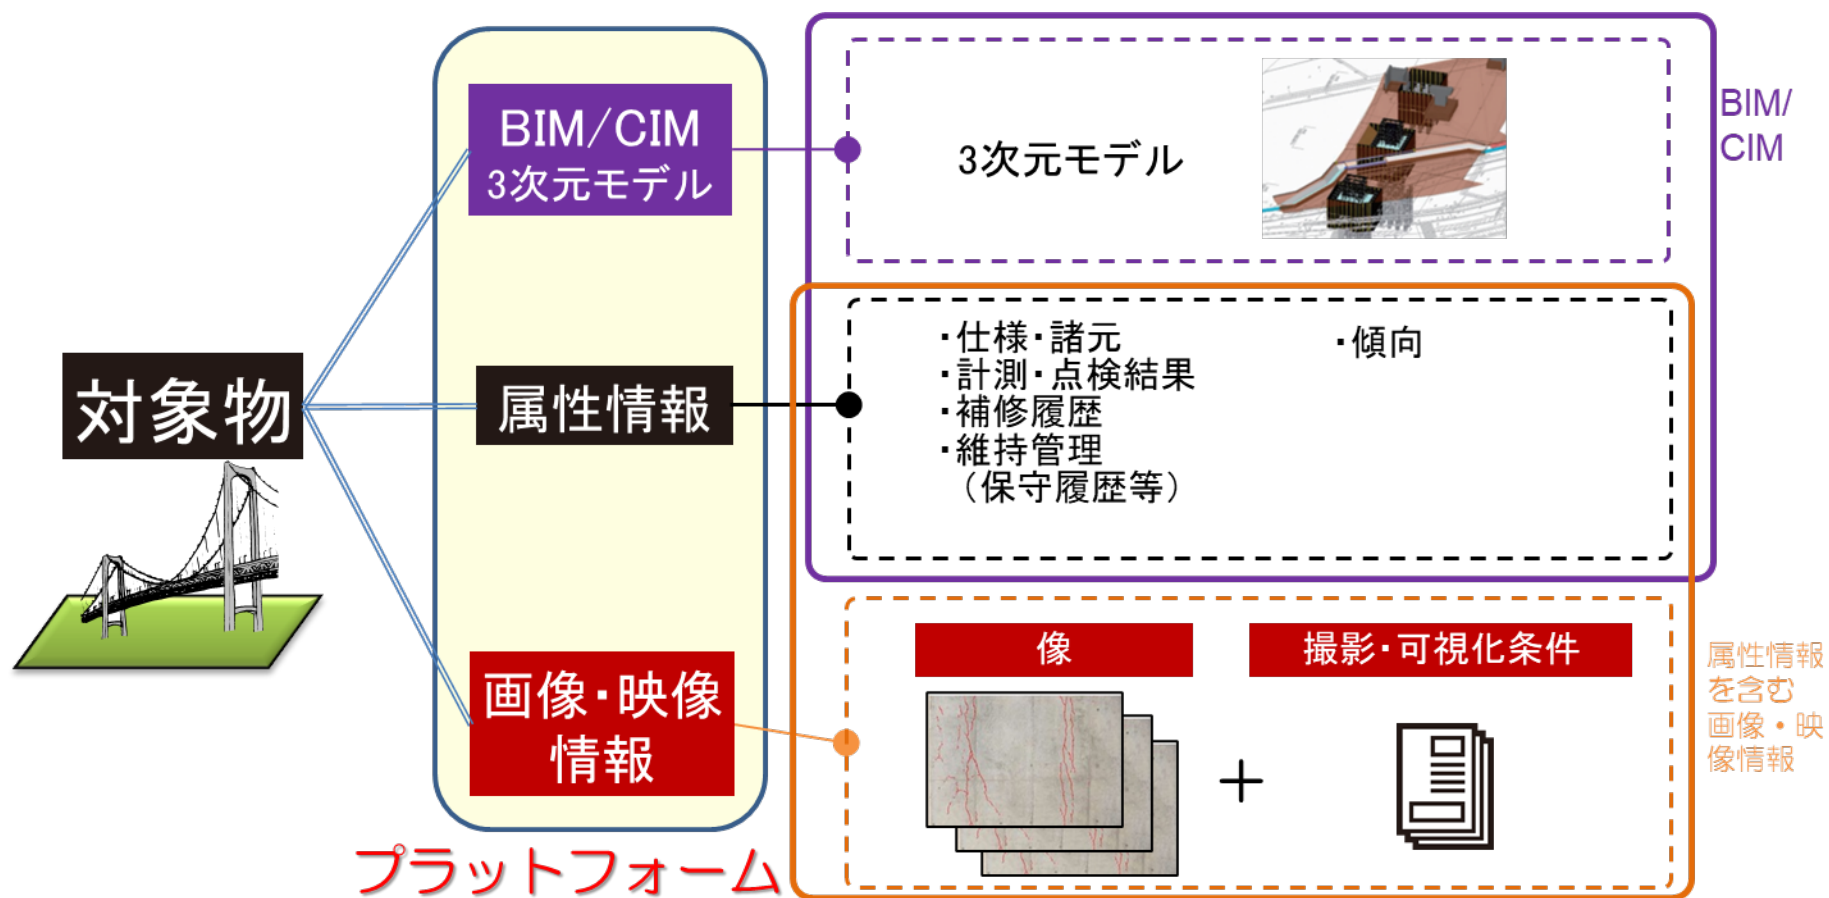 対象物
BIM/CIM
3次元モデル
属性情報
画像・映像
情報
プラットフォーム
3次元モデル
BIM/
CIM
・仕様・諸元
・計測・点検結果
・補修履歴
・維持管理
（保守履歴等）
・傾向
像
撮影・可視化条件
＋
属性情報
を含む
画像・映
像情報